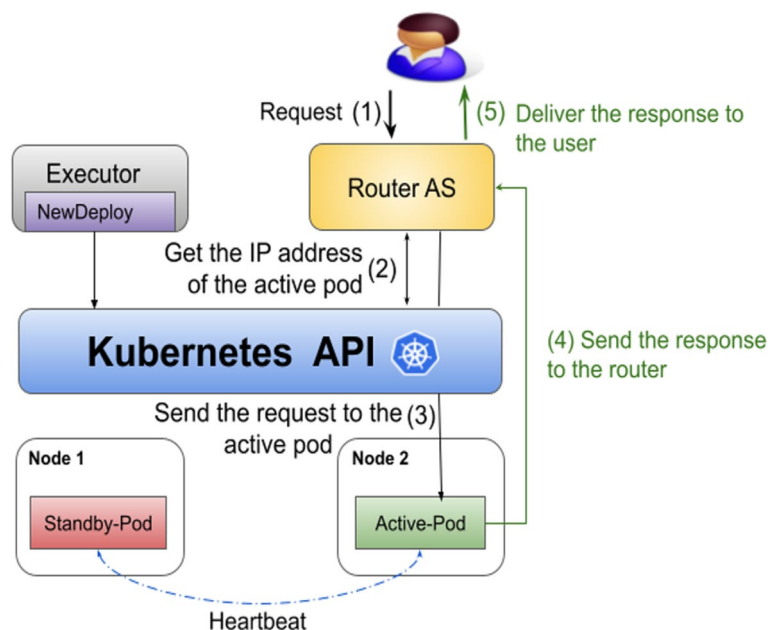 Request (1)
(5) Deliver the response to
the user
Executor
NewDeploy
Router AS
Get the IP address
of the active pod
(2)
Kubernetes API
(4) Send the response
to the router
Send the request to the
active pod
(3)
Node 1
Node 2
Standby-Pod
Active-Pod
Heartbeat